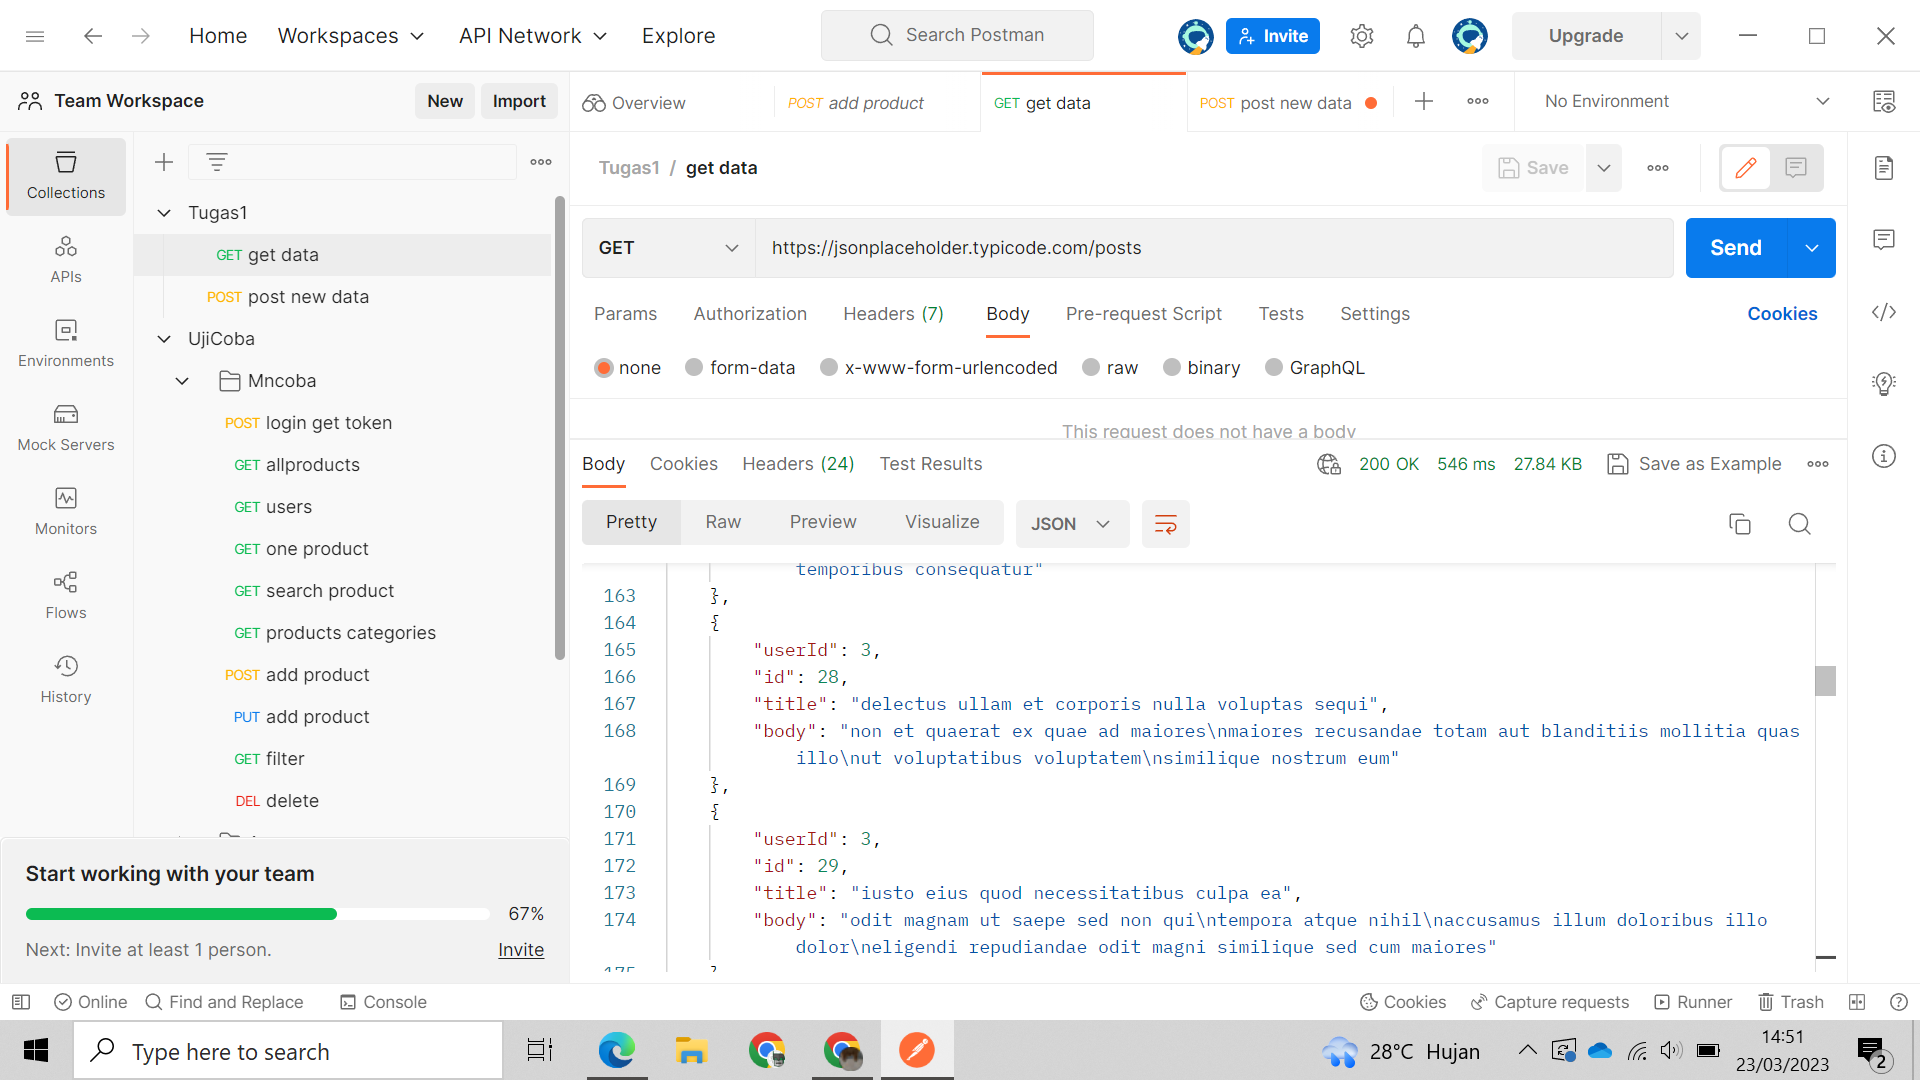 Home Workspaces API Network Explore Search Postman Invite Upgrade
Team Workspace New Import Overview POST add product GET get data POST post new data No Environment
Collections
APIs
Environments
Mock Servers
Monitors
Flows
History
Tugas1
GET get data
POST post new data
UjiCoba
Mncoba
POST login get token
GET allproducts
GET users
GET one product
GET search product
GET products categories
POST add product
PUT add product
GET filter
DEL delete
Start working with your team
67%
Next: Invite at least 1 person. Invite
Tugas1 / get data Save
GET https://jsonplaceholder.typicode.com/posts Send
Params Authorization Headers (7) Body Pre-request Script Tests Settings Cookies
none form-data x-www-form-urlencoded raw binary GraphQL
This request does not have a body
Body Cookies Headers (24) Test Results 200 OK 546 ms 27.84 KB Save as Example
Pretty Raw Preview Visualize JSON
temporibus consequatur"
163 },
164 {
165 "userId": 3,
166 "id": 28,
167 "title": "delectus ullam et corporis nulla voluptas sequi",
168 "body": "non et quaerat ex quae ad maiores\nmaiores recusandae totam aut blanditiis mollitia quas
illo\nut voluptatibus voluptatem\nsimilique nostrum eum"
169 },
170 {
171 "userId": 3,
172 "id": 29,
173 "title": "iusto eius quod necessitatibus culpa ea",
174 "body": "odit magnam ut saepe sed non qui\ntempora atque nihil\naccusamus illum doloribus illo
dolor\neligendi repudiandae odit magni similique sed cum maiores"
Online Find and Replace Console Cookies Capture requests Runner Trash
Type here to search 28°C Hujan 14:51
23/03/2023 2